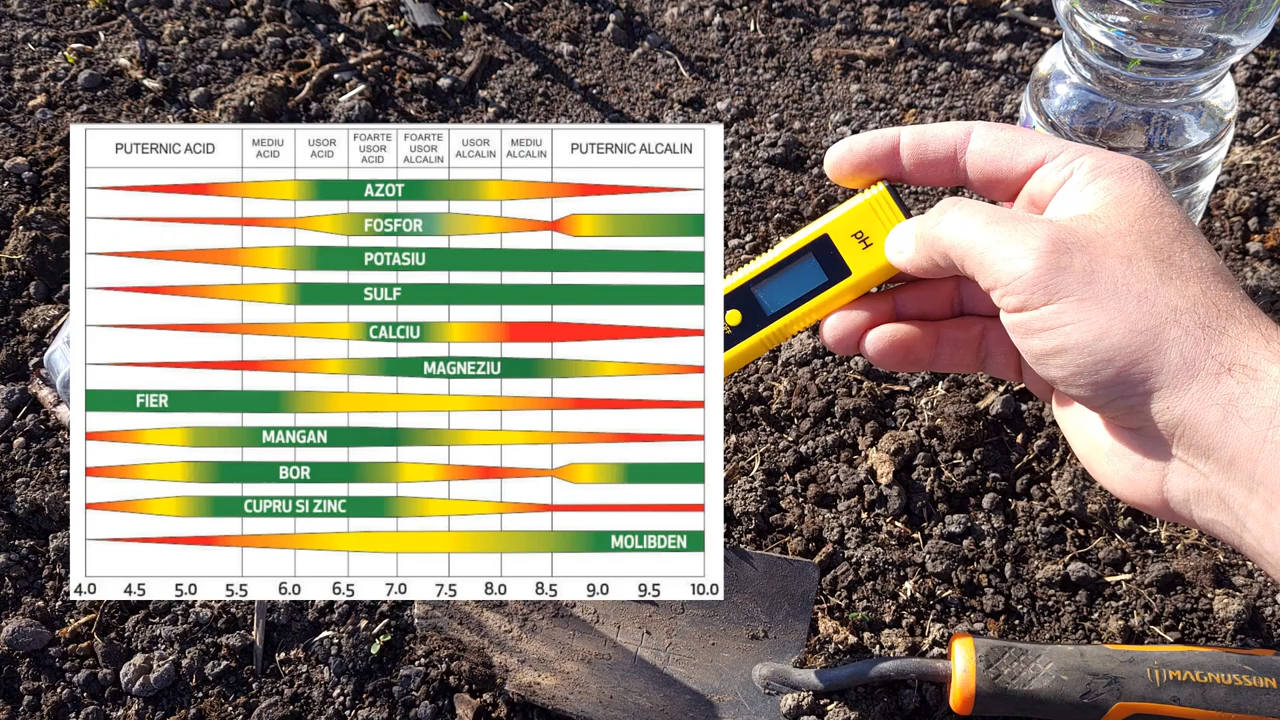 PUTERNIC ACID
MEDIU
ACID
USOR
ACID
FOARTE
USOR
ACID
FOARTE
USOR
ALCALIN
USOR
ALCALIN
MEDIU
ALCALIN
PUTERNIC ALCALIN
AZOT
FOSFOR
POTASIU
SULF
CALCIU
MAGNEZIU
FIER
MANGAN
BOR
CUPRU SI ZINC
MOLIBDEN
4.0 4.5 5.0 5.5 6.0 6.5 7.0 7.5 8.0 8.5 9.0 9.5 10.0
pH
MAGNUSSON